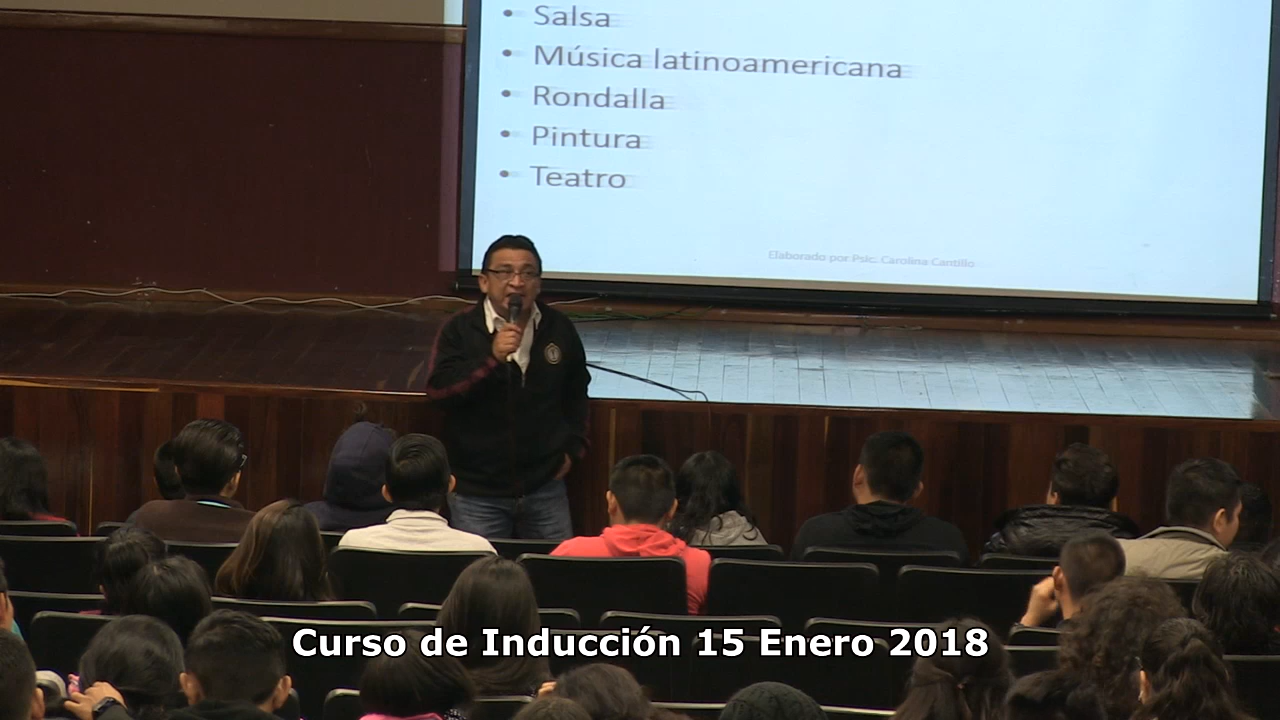 • Salsa
• Música latinoamericana
• Rondalla
• Pintura
• Teatro
Elaborado por Psic. Carolina Cantillo
Curso de Inducción 15 Enero 2018